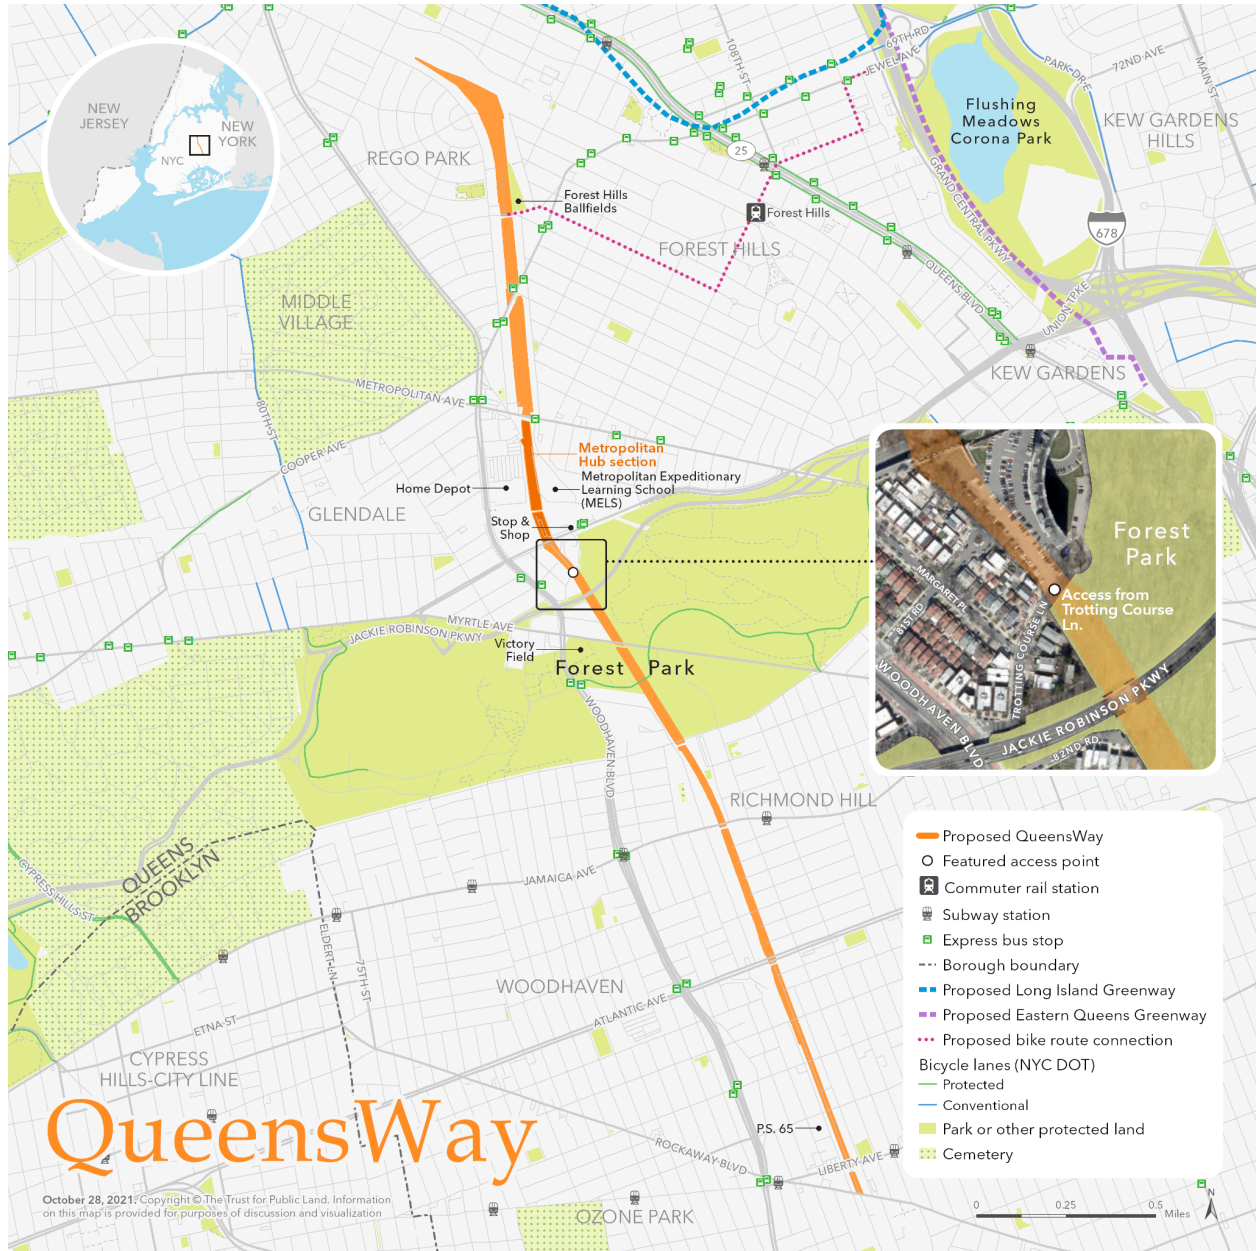 NEW
JERSEY
NEW
YORK
NYC
REGO PARK
108TH ST
69TH RD
JEWEL AVE
PARK DR E
72ND AVE
MAIN ST
Flushing
Meadows
Corona Park
KEW GARDENS
HILLS
25
GRAND CENTRAL PKWY
678
Forest Hills
Ballfields
Forest Hills
FOREST HILLS
QUEENS BLVD
UNION TPKE
KEW GARDENS
MIDDLE
VILLAGE
METROPOLITAN AVE
80TH ST
COOPER AVE
Metropolitan
Hub section
Metropolitan Expeditionary
Learning School
(MELS)
Home Depot
GLENDALE
Stop &
Shop
Forest
Park
Access from
Trotting Course
Ln.
MARGARET PL
81ST RD
TROTTING COURSE LN
WOODHAVEN BLVD
JACKIE ROBINSON PKWY
82ND RD
MYRTLE AVE
JACKIE ROBINSON PKWY
Victory
Field
Forest Park
WOODHAVEN BLVD
RICHMOND HILL
QUEENS
BROOKLYN
CYPRESS HILLS ST
JAMAICA AVE
ELDERT LN
75TH ST
WOODHAVEN
ATLANTIC AVE
ETNA ST
CYPRESS
HILLS-CITY LINE
P.S. 65
ROCKAWAY BLVD
LIBERTY AVE
OZONE PARK
QueensWay
October 28, 2021. Copyright © The Trust for Public Land. Information
on this map is provided for purposes of discussion and visualization
Proposed QueensWay
Featured access point
Commuter rail station
Subway station
Express bus stop
Borough boundary
Proposed Long Island Greenway
Proposed Eastern Queens Greenway
Proposed bike route connection
Bicycle lanes (NYC DOT)
Protected
Conventional
Park or other protected land
Cemetery
0 0.25 0.5
Miles
N